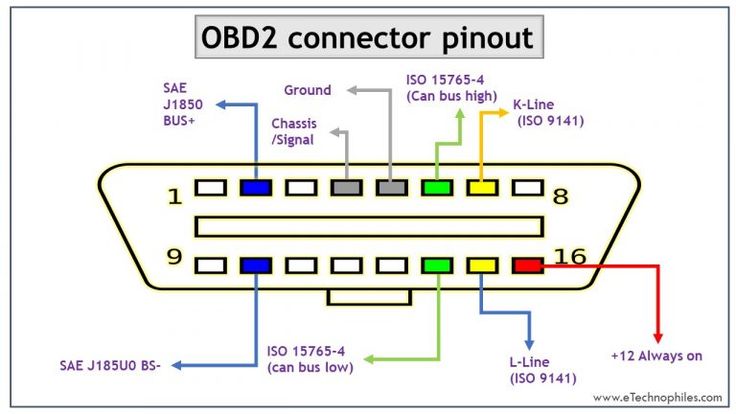 OBD2 connector pinout
SAE
J1850
BUS+
Ground
Chassis
/Signal
ISO 15765-4
(Can bus high)
K-Line
(ISO 9141)
1
8
9
16
SAE J185U0 BS-
ISO 15765-4
(can bus low)
L-Line
(ISO 9141)
+12 Always on
www.eTechnophiles.com